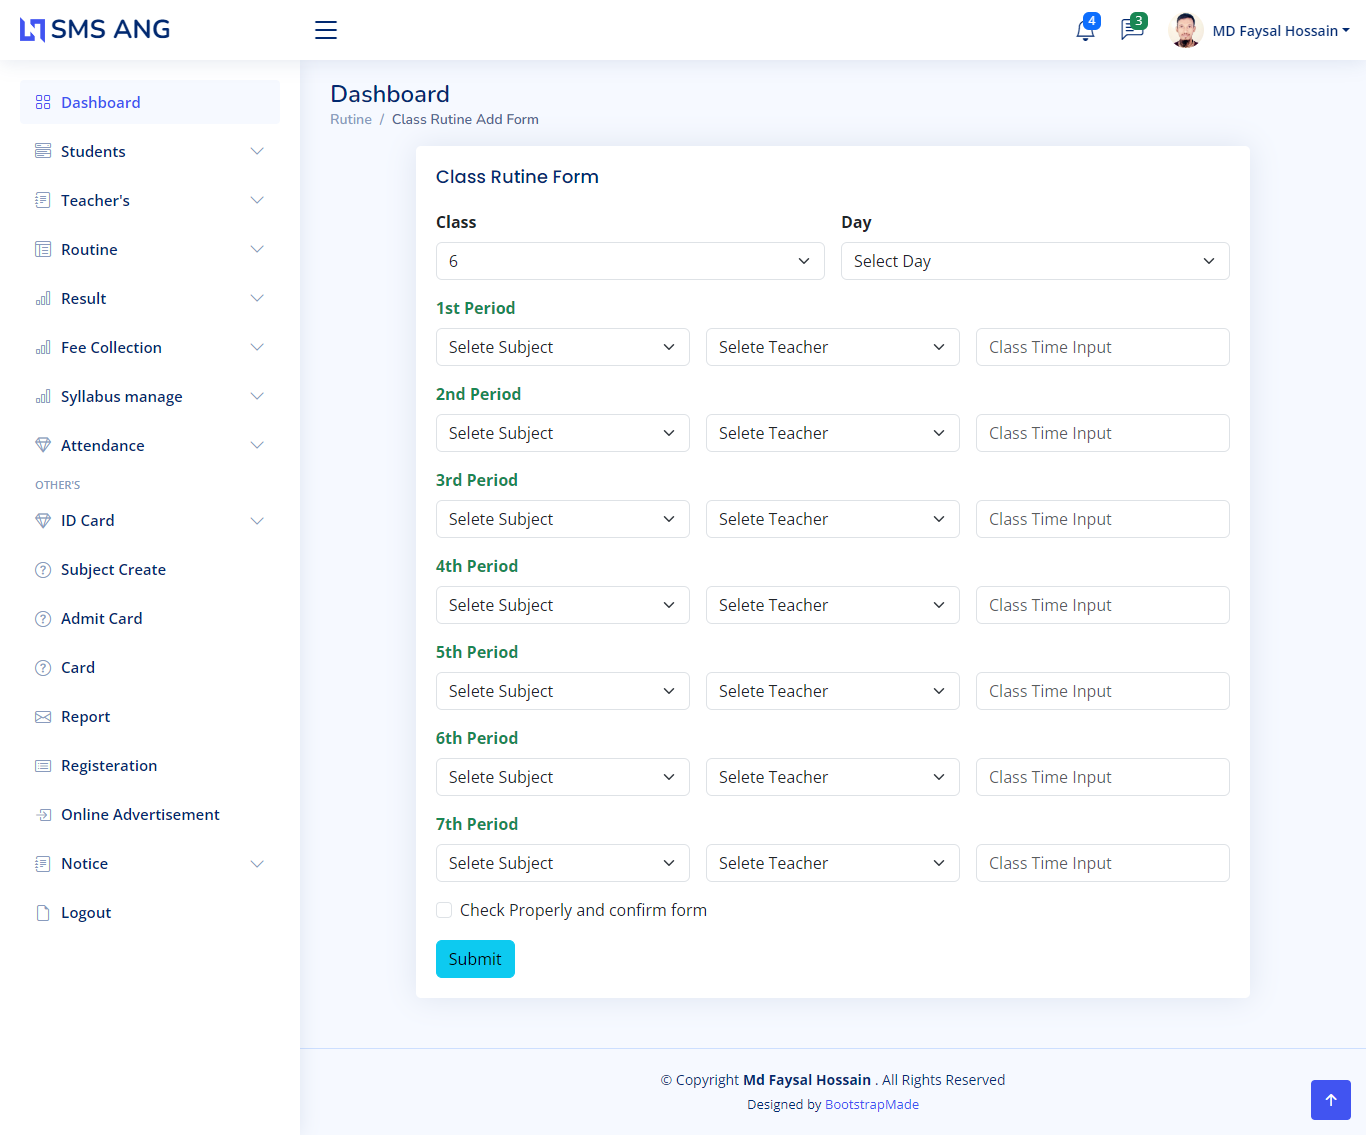 SMS ANG
4
3
MD Faysal Hossain
Dashboard
Students
Teacher's
Routine
Result
Fee Collection
Syllabus manage
Attendance
OTHER'S
ID Card
Subject Create
Admit Card
Card
Report
Registeration
Online Advertisement
Notice
Logout
Dashboard
Rutine / Class Rutine Add Form
Class Rutine Form
Class Day
6 Select Day
1st Period
Selete Subject Selete Teacher Class Time Input
2nd Period
Selete Subject Selete Teacher Class Time Input
3rd Period
Selete Subject Selete Teacher Class Time Input
4th Period
Selete Subject Selete Teacher Class Time Input
5th Period
Selete Subject Selete Teacher Class Time Input
6th Period
Selete Subject Selete Teacher Class Time Input
7th Period
Selete Subject Selete Teacher Class Time Input
Check Properly and confirm form
Submit
© Copyright Md Faysal Hossain . All Rights Reserved
Designed by BootstrapMade